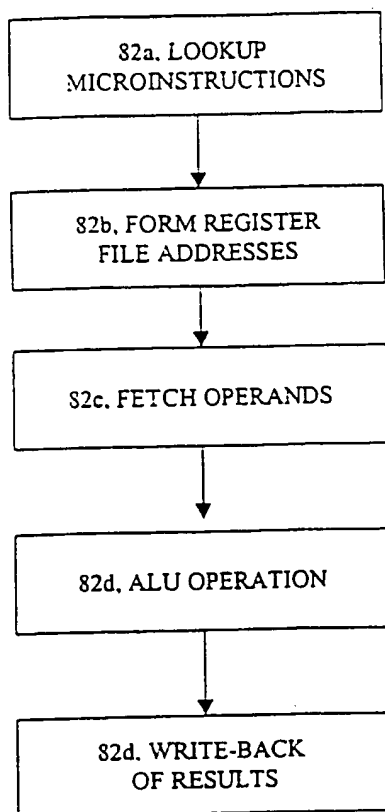 82a. LOOKUP
MICROINSTRUCTIONS
82b. FORM REGISTER
FILE ADDRESSES
82c. FETCH OPERANDS
82d. ALU OPERATION
82d. WRITE-BACK
OF RESULTS